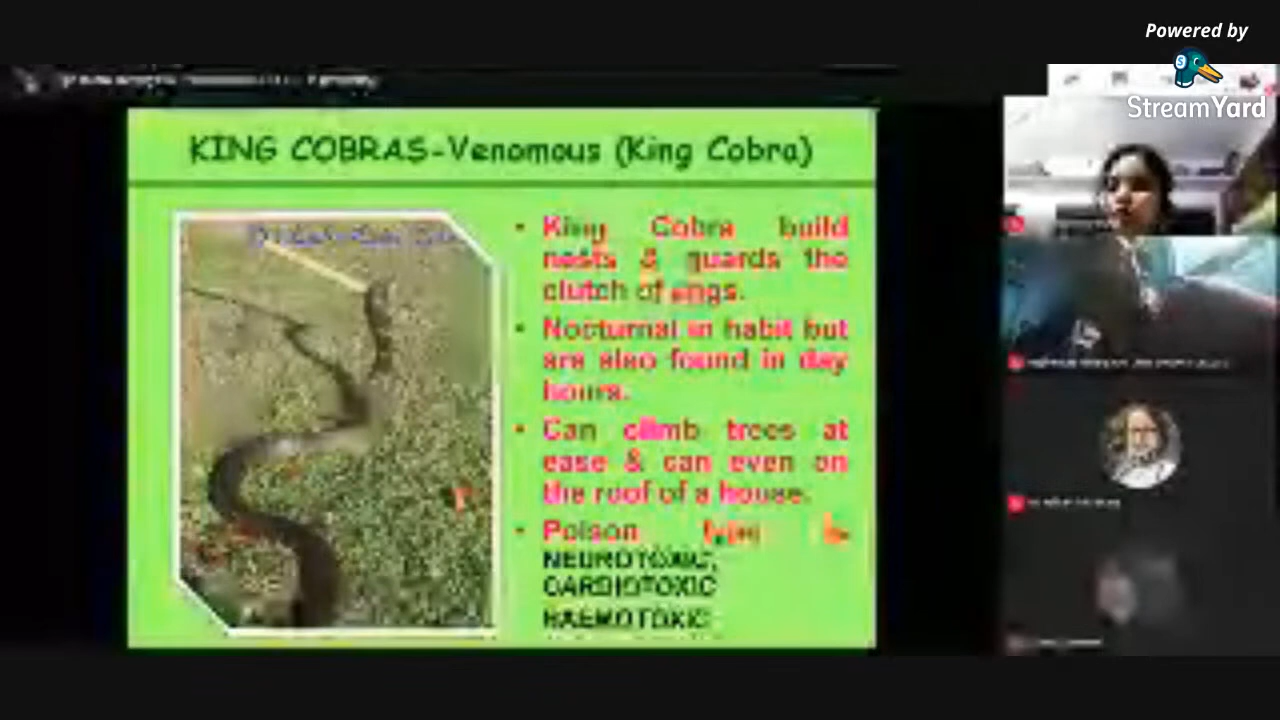 Powered by
StreamYard
KING COBRAS-Venomous (King Cobra)
• King Cobra build
nests & guards the
clutch of eggs.
• Nocturnal in habit but
are also found in day
hours.
• Can climb trees at
ease & can even on
the roof of a house.
• Poison type is
NEUROTOXIC,
CARDIOTOXIC
HAEMOTOXIC